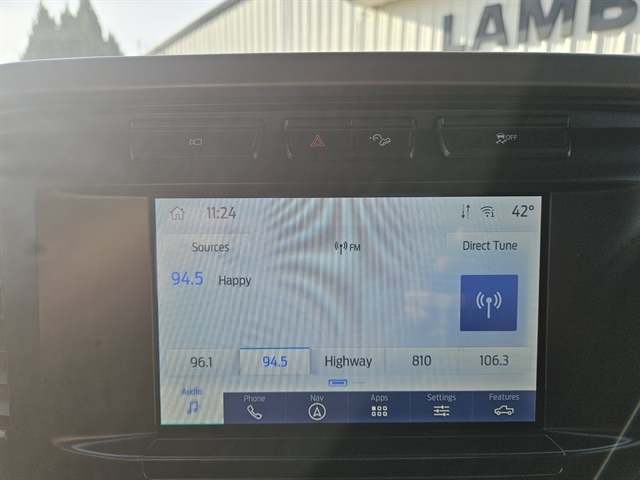 LAMB
OFF
11:24
42°
Sources
FM
Direct Tune
94.5 Happy
96.1
94.5
Highway
810
106.3
Audio
Phone
Nav
Apps
Settings
Features